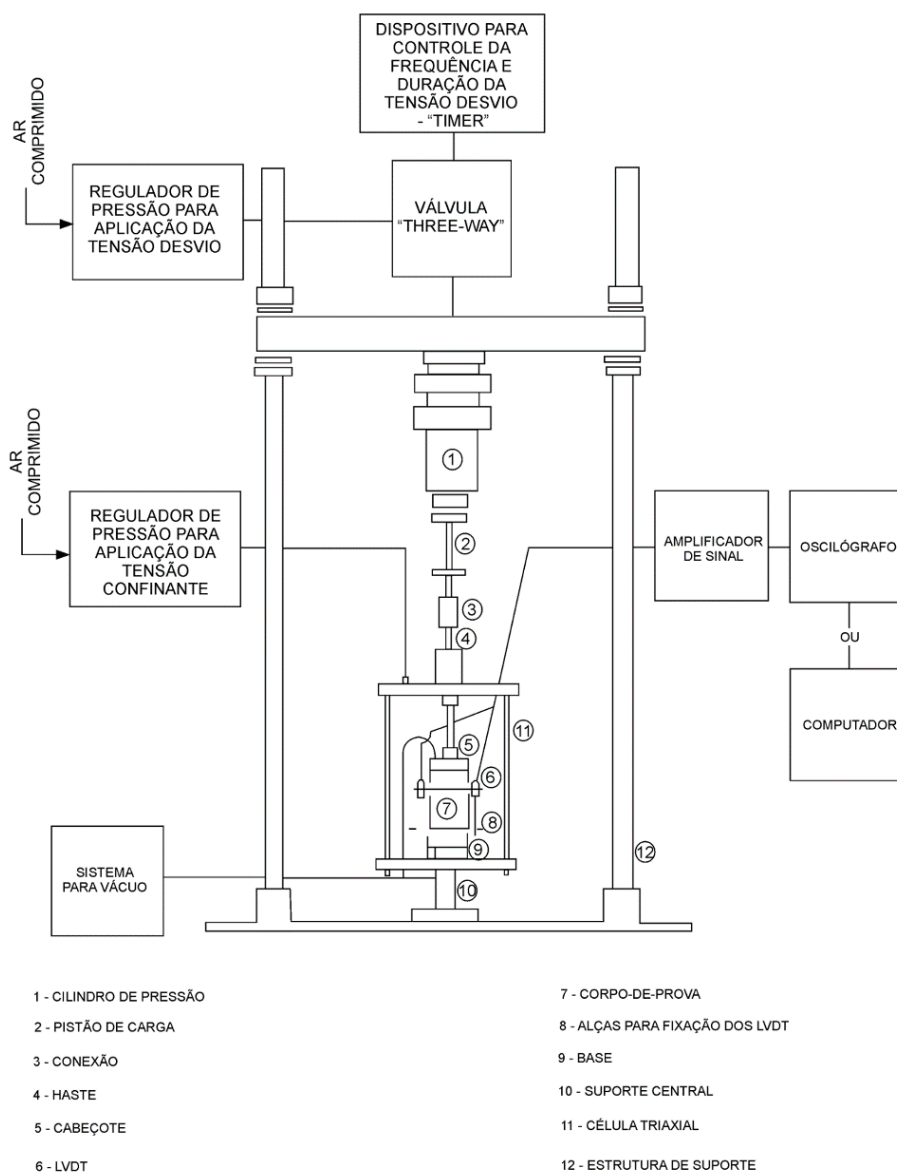 DISPOSITIVO PARA
CONTROLE DA
FREQUÊNCIA E
DURAÇÃO DA
TENSÃO DESVIO
- “TIMER”
AR
COMPRIMIDO
REGULADOR DE
PRESSÃO PARA
APLICAÇÃO DA
TENSÃO DESVIO
VÁLVULA
“THREE-WAY”
AR
COMPRIMIDO
REGULADOR DE
PRESSÃO PARA
APLICAÇÃO DA
TENSÃO
CONFINANTE
1
2
3
4
AMPLIFICADOR
DE SINAL
OSCILÓGRAFO
OU
COMPUTADOR
11
5
6
7
8
9
10
12
SISTEMA
PARA VÁCUO
1 - CILINDRO DE PRESSÃO
2 - PISTÃO DE CARGA
3 - CONEXÃO
4 - HASTE
5 - CABEÇOTE
6 - LVDT
7 - CORPO-DE-PROVA
8 - ALÇAS PARA FIXAÇÃO DOS LVDT
9 - BASE
10 - SUPORTE CENTRAL
11 - CÉLULA TRIAXIAL
12 - ESTRUTURA DE SUPORTE